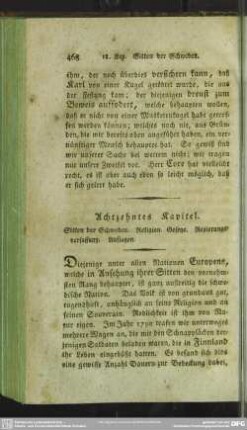 468 18. Kap. Sitten der Schweden.
ihm, der noch überdies versichern kann, daß
Karl von einer Kugel getödtet wurde, die aus
der Festung kam; der diejenigen dreust zum
Beweis auffodert, welche behaupten wollen,
daß er nicht von einer Musketenkugel habe getrof-
fen werden können; welches noch nie, aus Grün-
den, die wir bereits oben angeführt haben, ein ver-
nünftiger Mensch behauptet hat. So gewiß sind
wir unserer Sache bei weitem nicht; wir wagen
nie unsere Zweifel vor. Herr Coxe hat vielleicht
recht, es ist aber auch eben so leicht möglich, daß
er sich geirrt habe.
Achtzehntes Kapitel.
Sitten der Schweden. Religion. Gesetze. Regierungs-
verfassung. Anlagen.
Diejenige unter allen Nationen Europens,
welche in Ansehung ihrer Sitten den vornehm-
sten Rang behauptet, ist ganz unstreitig die schwe-
dische Nation. Das Volk ist von grundaus gut,
tugendhaft, anhänglich an seine Religion und an
seinen Souverain. Redlichkeit ist ihm von Na-
tur eigen. Im Jahr 1790 trafen wir unterweges
mehrere Wagen an, die mit den Schnappsäcken der-
jenigen Soldaten beladen waren, die in Finnland
ihr Leben eingebüßt hatten. Es befand sich blos
eine gewisse Anzahl Bauern zur Bedeckung dabei,